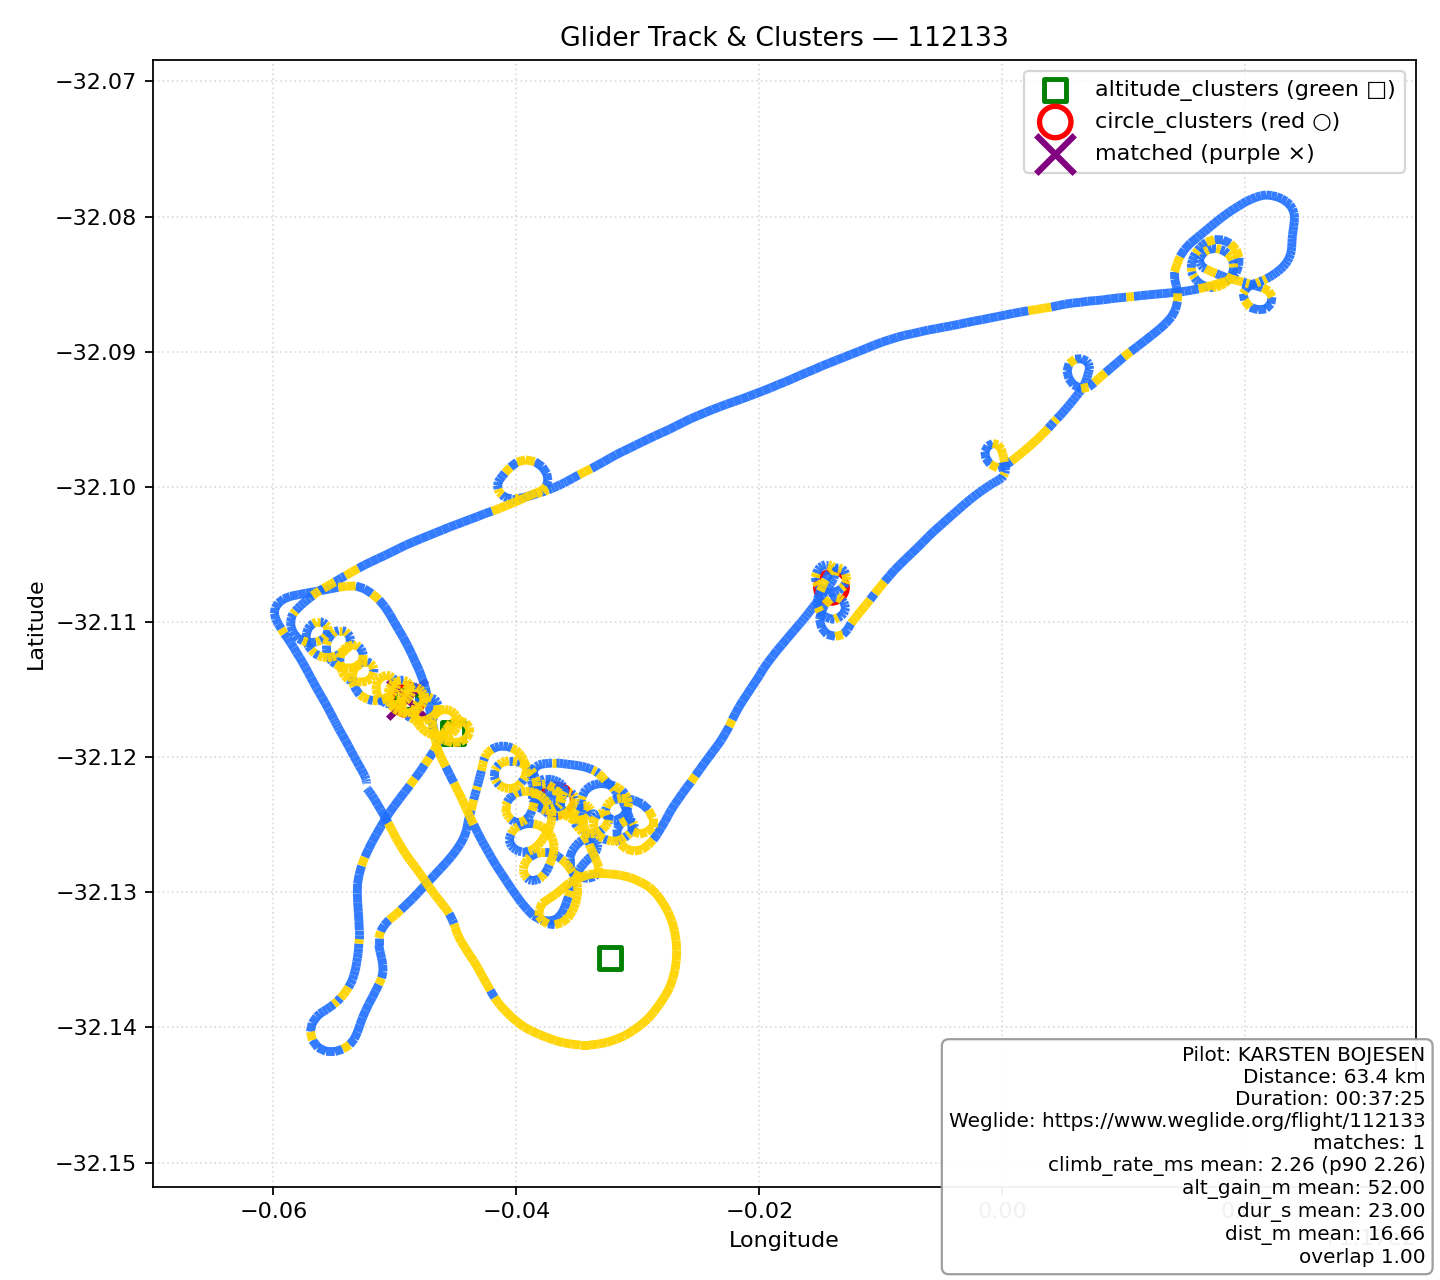 Glider Track & Clusters — 112133
altitude_clusters (green □)
circle_clusters (red ○)
matched (purple ×)
−32.07
−32.08
−32.09
−32.10
−32.11
−32.12
−32.13
−32.14
−32.15
Latitude
−0.06
−0.04
−0.02
0.00
Longitude
Pilot: KARSTEN BOJESEN
Distance: 63.4 km
Duration: 00:37:25
Weglide: https://www.weglide.org/flight/112133
matches: 1
climb_rate_ms mean: 2.26 (p90 2.26)
alt_gain_m mean: 52.00
dur_s mean: 23.00
dist_m mean: 16.66
overlap 1.00